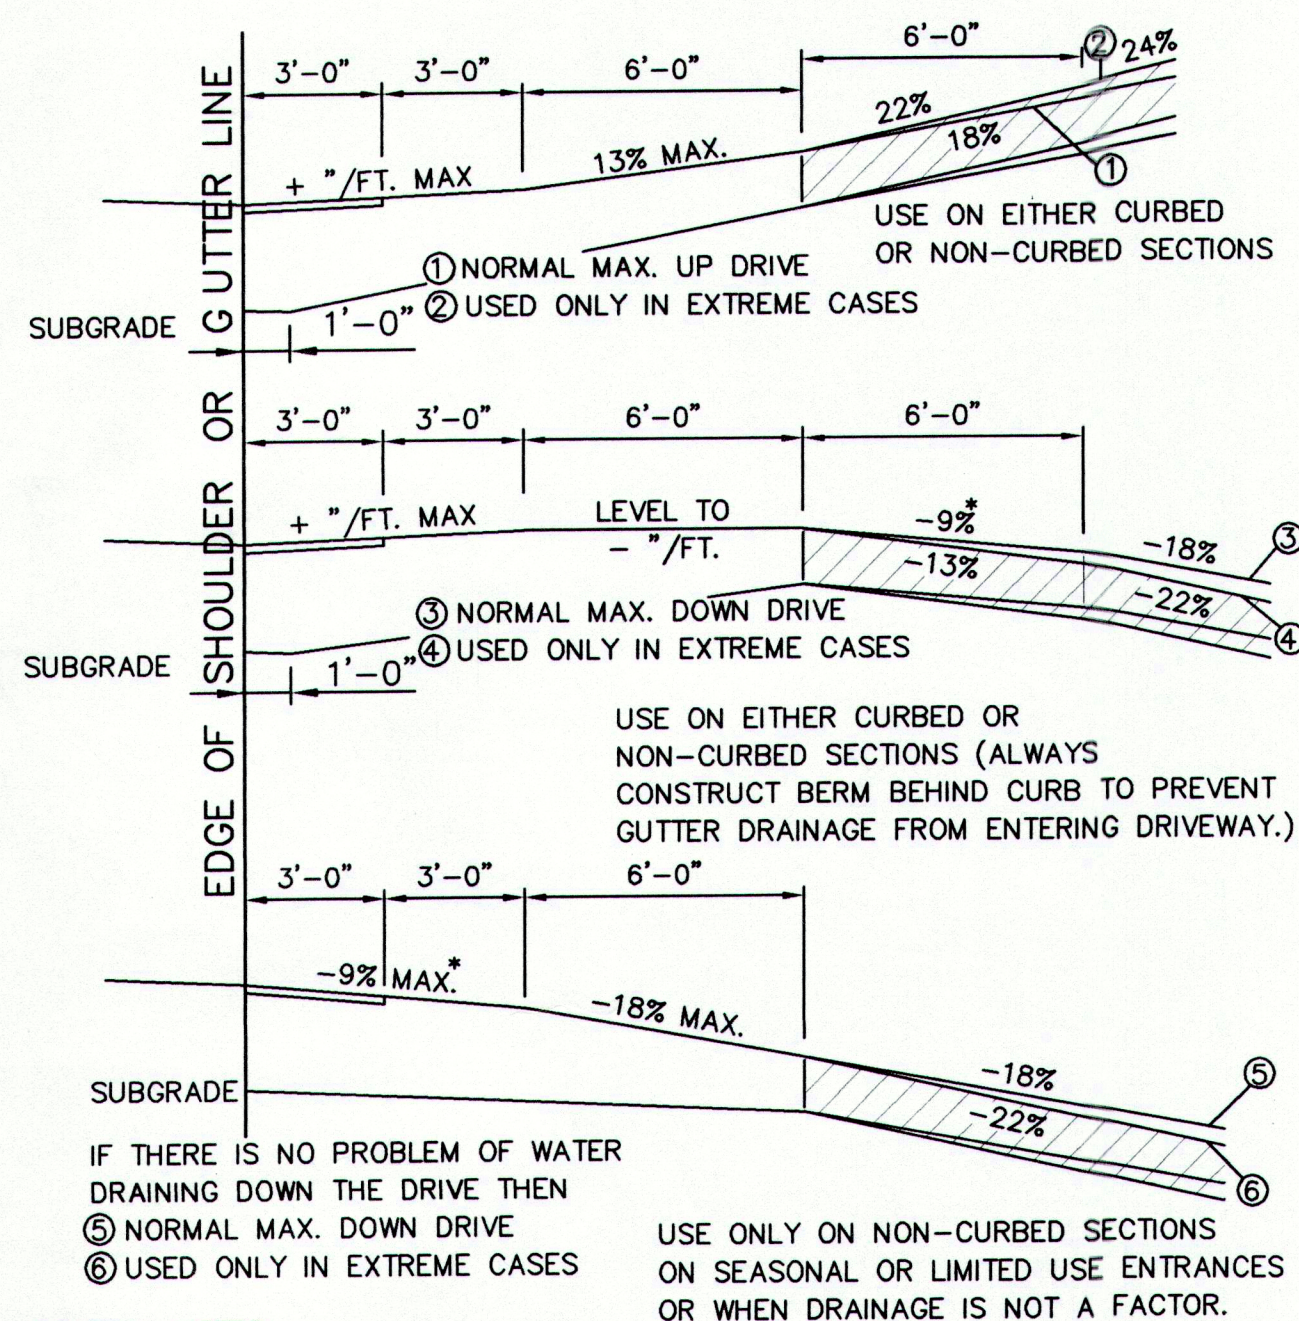 EDGE OF SHOULDER OR GUTTER LINE
3'-0" 3'-0" 6'-0" 6'-0"
② 24%
22%
18%
13% MAX.
+ "/FT. MAX
①
USE ON EITHER CURBED
OR NON-CURBED SECTIONS
① NORMAL MAX. UP DRIVE
② USED ONLY IN EXTREME CASES
SUBGRADE
1'-0"
3'-0" 3'-0" 6'-0" 6'-0"
+ "/FT. MAX
LEVEL TO
- "/FT.
-9%*
-13%
-18%
③
-22%
④
③ NORMAL MAX. DOWN DRIVE
④ USED ONLY IN EXTREME CASES
SUBGRADE
1'-0"
USE ON EITHER CURBED OR
NON-CURBED SECTIONS (ALWAYS
CONSTRUCT BERM BEHIND CURB TO PREVENT
GUTTER DRAINAGE FROM ENTERING DRIVEWAY.)
3'-0" 3'-0" 6'-0"
-9% MAX.*
-18% MAX.
-18%
⑤
-22%
⑥
SUBGRADE
IF THERE IS NO PROBLEM OF WATER
DRAINING DOWN THE DRIVE THEN
⑤ NORMAL MAX. DOWN DRIVE
⑥ USED ONLY IN EXTREME CASES
USE ONLY ON NON-CURBED SECTIONS
ON SEASONAL OR LIMITED USE ENTRANCES
OR WHEN DRAINAGE IS NOT A FACTOR.